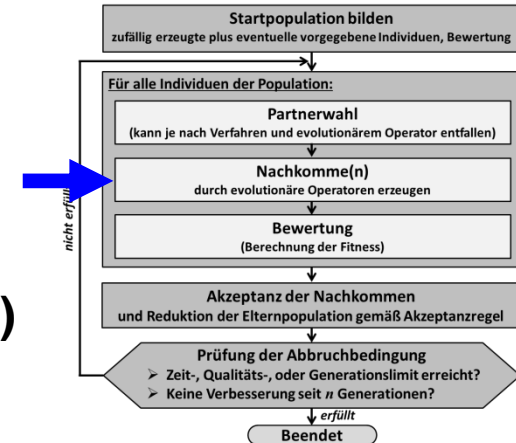 Startpopulation bilden
zufällig erzeugte plus eventuelle vorgegebene Individuen, Bewertung
Für alle Individuen der Population:
Partnerwahl
(kann je nach Verfahren und evolutionärem Operator entfallen)
Nachkomme(n)
durch evolutionäre Operatoren erzeugen
Bewertung
(Berechnung der Fitness)
nicht erfüllt
)
Akzeptanz der Nachkommen
und Reduktion der Elternpopulation gemäß Akzeptanzregel
Prüfung der Abbruchbedingung
➢ Zeit-, Qualitäts-, oder Generationslimit erreicht?
➢ Keine Verbesserung seit n Generationen?
erfüllt
Beendet